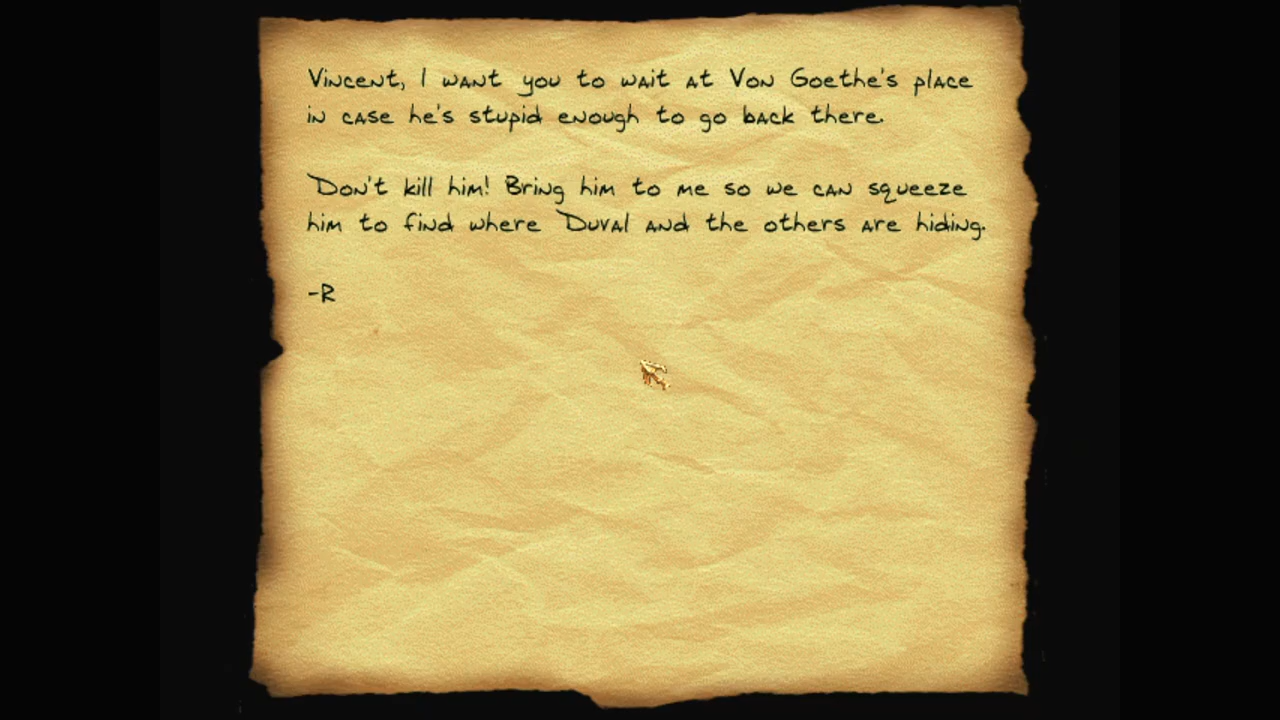 Vincent, I want you to wait at Von Goethe's place
in case he's stupid enough to go back there.
Don't kill him! Bring him to me so we can squeeze
him to find where Duval and the others are hiding.
-R